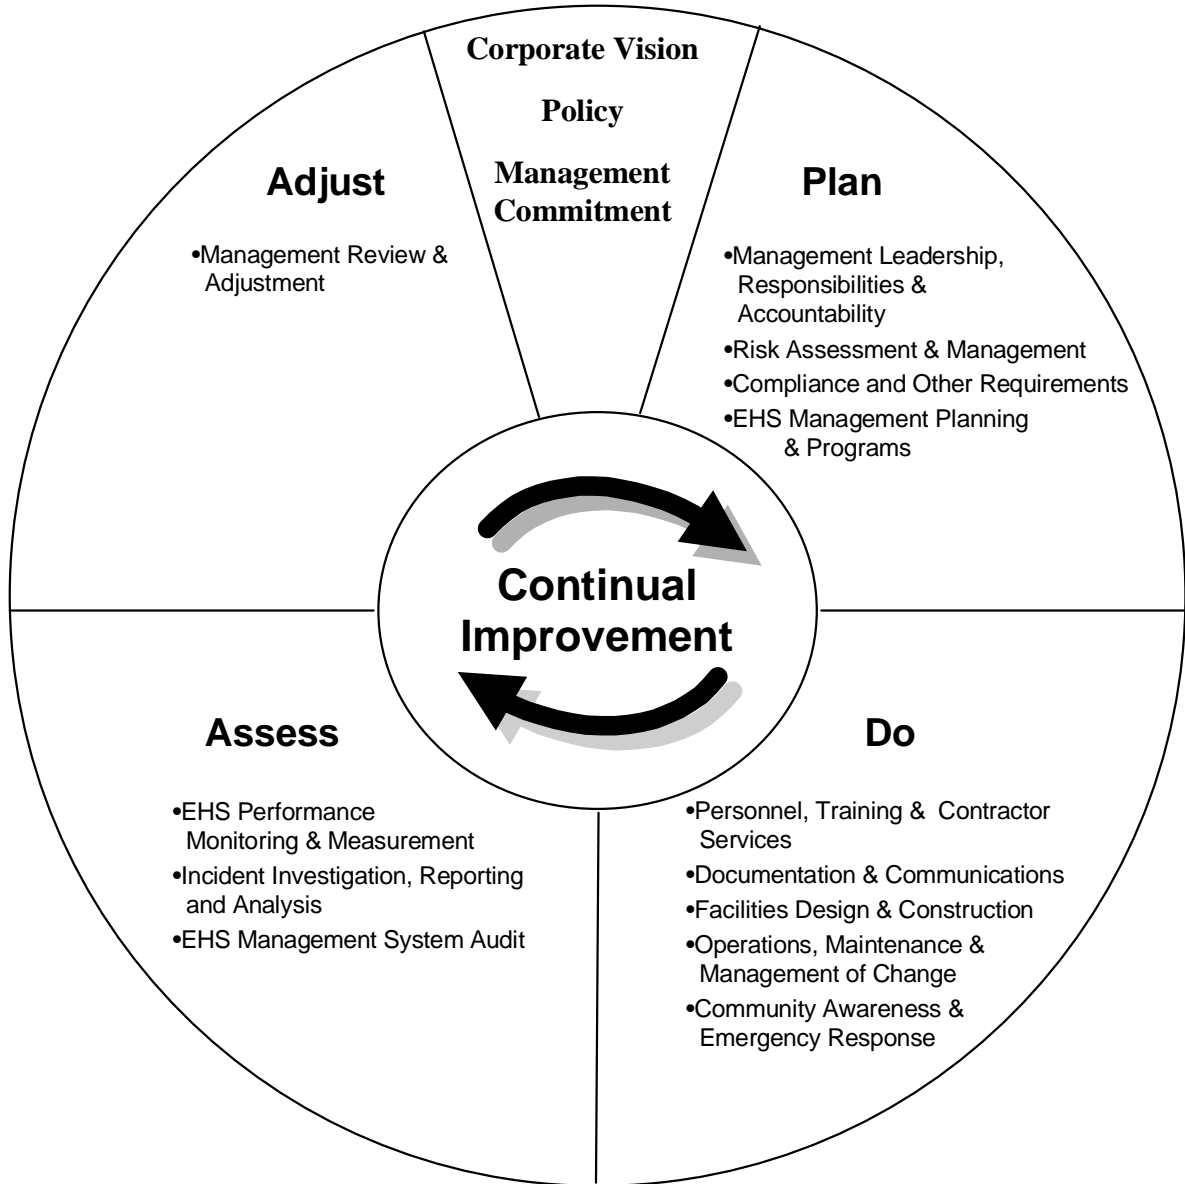 Corporate Vision
Policy
Management
Commitment
Adjust
•Management Review &
Adjustment
Plan
•Management Leadership,
Responsibilities &
Accountability
•Risk Assessment & Management
•Compliance and Other Requirements
•EHS Management Planning
& Programs
Continual
Improvement
Assess
•EHS Performance
Monitoring & Measurement
•Incident Investigation, Reporting
and Analysis
•EHS Management System Audit
Do
•Personnel, Training & Contractor
Services
•Documentation & Communications
•Facilities Design & Construction
•Operations, Maintenance &
Management of Change
•Community Awareness &
Emergency Response